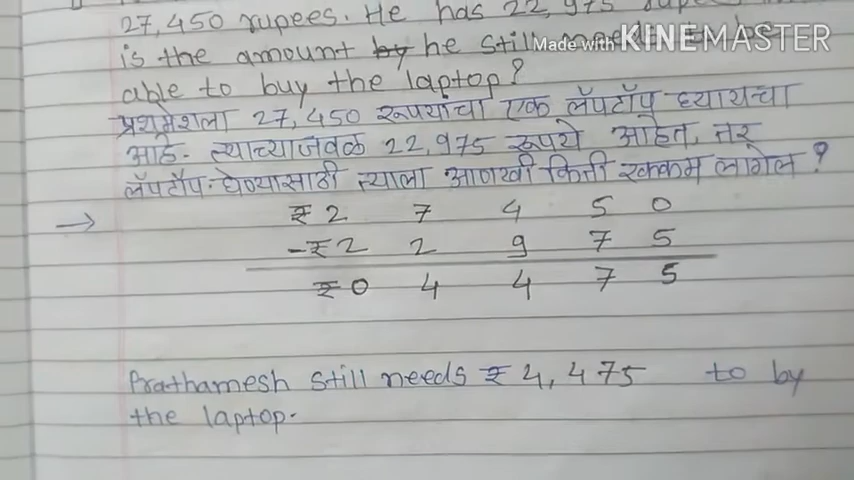 27,450 rupees. He has 22,975
is the amount by he still
able to buy the laptop?
प्रथमेशला 27,450 रूपयांचा एक लॅपटॉप घ्यायचा
आहे. त्याच्याजवळ 22,975 रूपये आहेत, तर
लॅपटॉप घेण्यासाठी त्याला आणखी किती रक्कम लागेल ?
→ ₹ 2 7 4 5 0
- ₹ 2 2 9 7 5
₹ 0 4 4 7 5
Prathamesh still needs ₹ 4,475 to by
the laptop.
Made with KINEMASTER